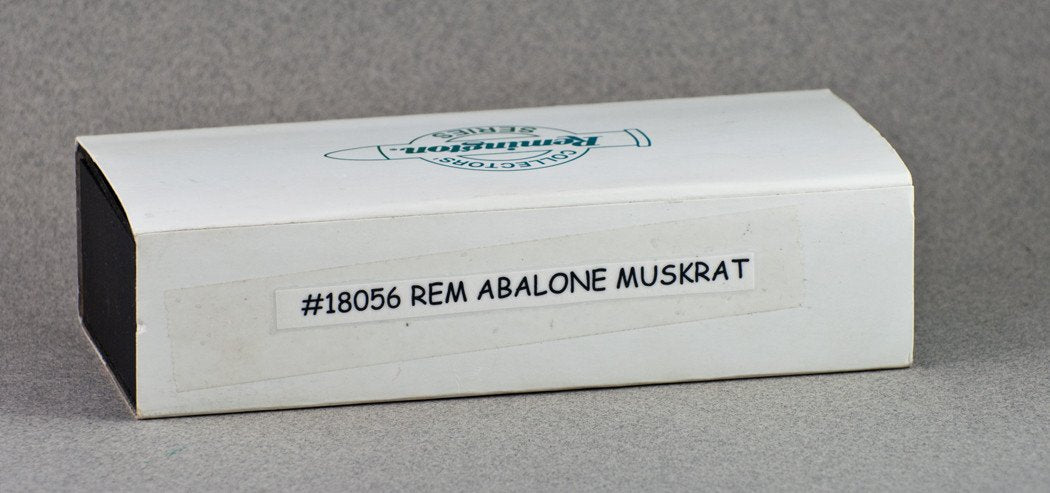 COLLECTORS'
Remington®
SERIES
#18056 REM ABALONE MUSKRAT